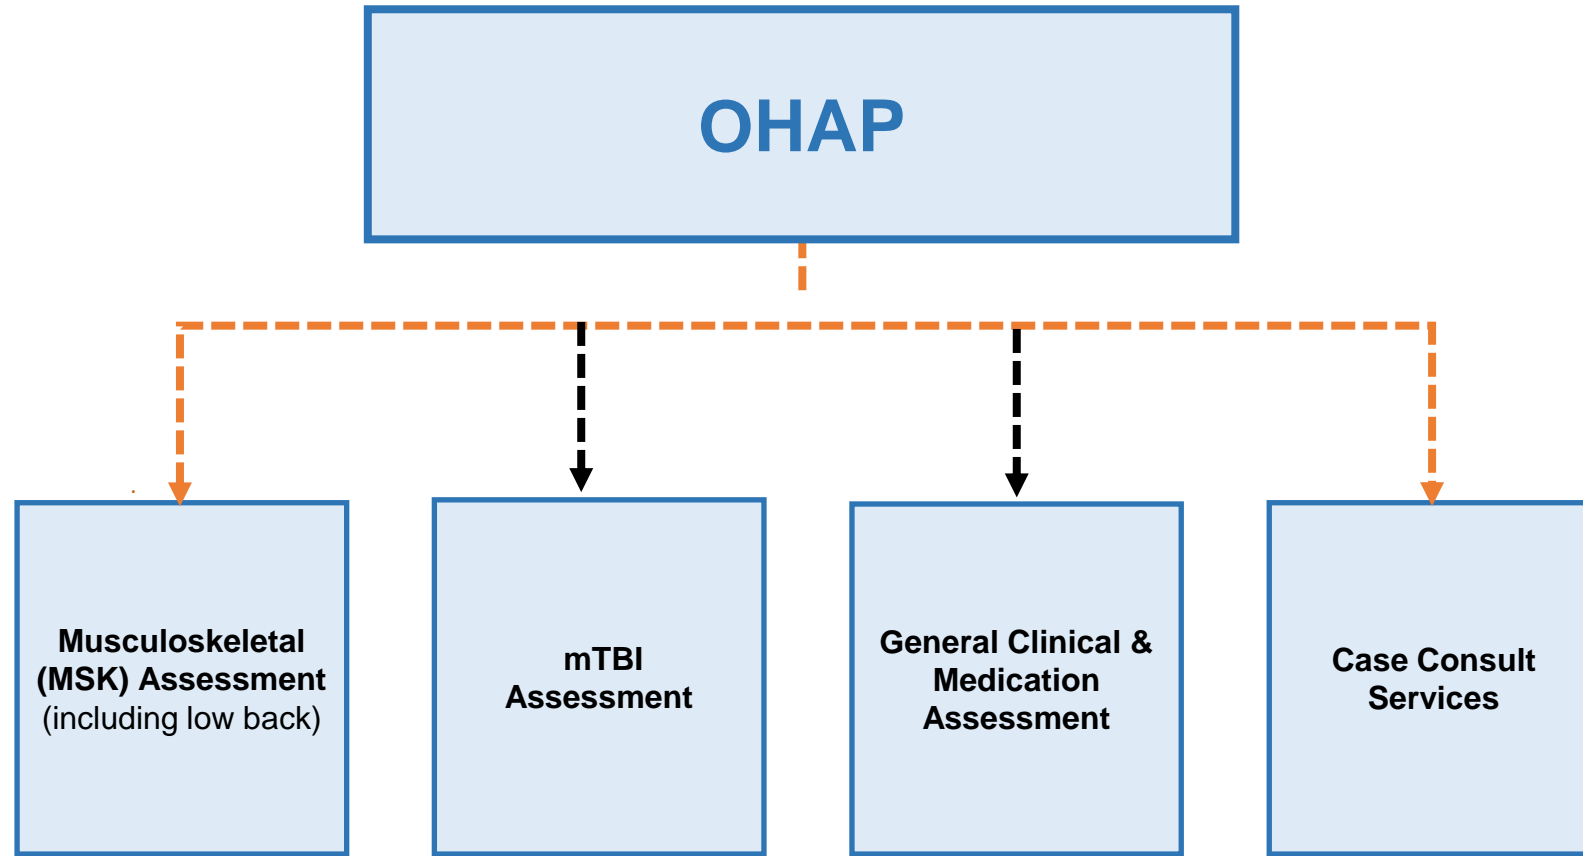 OHAP
Musculoskeletal
(MSK) Assessment
(including low back)
mTBI
Assessment
General Clinical &
Medication
Assessment
Case Consult
Services